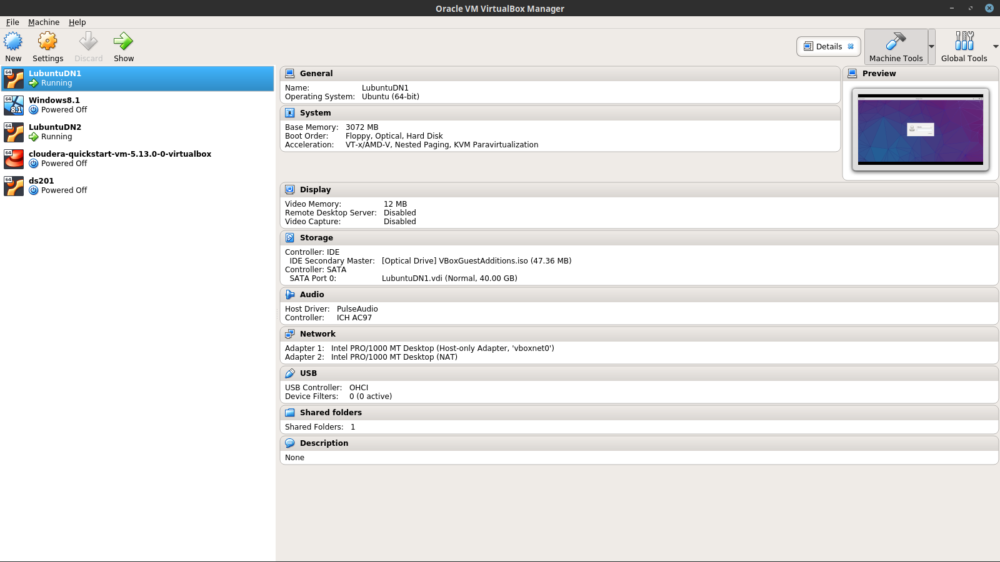 Oracle VM VirtualBox Manager
File Machine Help
New Settings Discard Show
Details Machine Tools Global Tools
64 LubuntuDN1
Running
64 8.1 Windows8.1
Powered Off
64 LubuntuDN2
Running
64 cloudera-quickstart-vm-5.13.0-0-virtualbox
Powered Off
64 ds201
Powered Off
General
Name: LubuntuDN1
Operating System: Ubuntu (64-bit)
System
Base Memory: 3072 MB
Boot Order: Floppy, Optical, Hard Disk
Acceleration: VT-x/AMD-V, Nested Paging, KVM Paravirtualization
Preview
Display
Video Memory: 12 MB
Remote Desktop Server: Disabled
Video Capture: Disabled
Storage
Controller: IDE
IDE Secondary Master: [Optical Drive] VBoxGuestAdditions.iso (47.36 MB)
Controller: SATA
SATA Port 0: LubuntuDN1.vdi (Normal, 40.00 GB)
Audio
Host Driver: PulseAudio
Controller: ICH AC97
Network
Adapter 1: Intel PRO/1000 MT Desktop (Host-only Adapter, 'vboxnet0')
Adapter 2: Intel PRO/1000 MT Desktop (NAT)
USB
USB Controller: OHCI
Device Filters: 0 (0 active)
Shared folders
Shared Folders: 1
Description
None